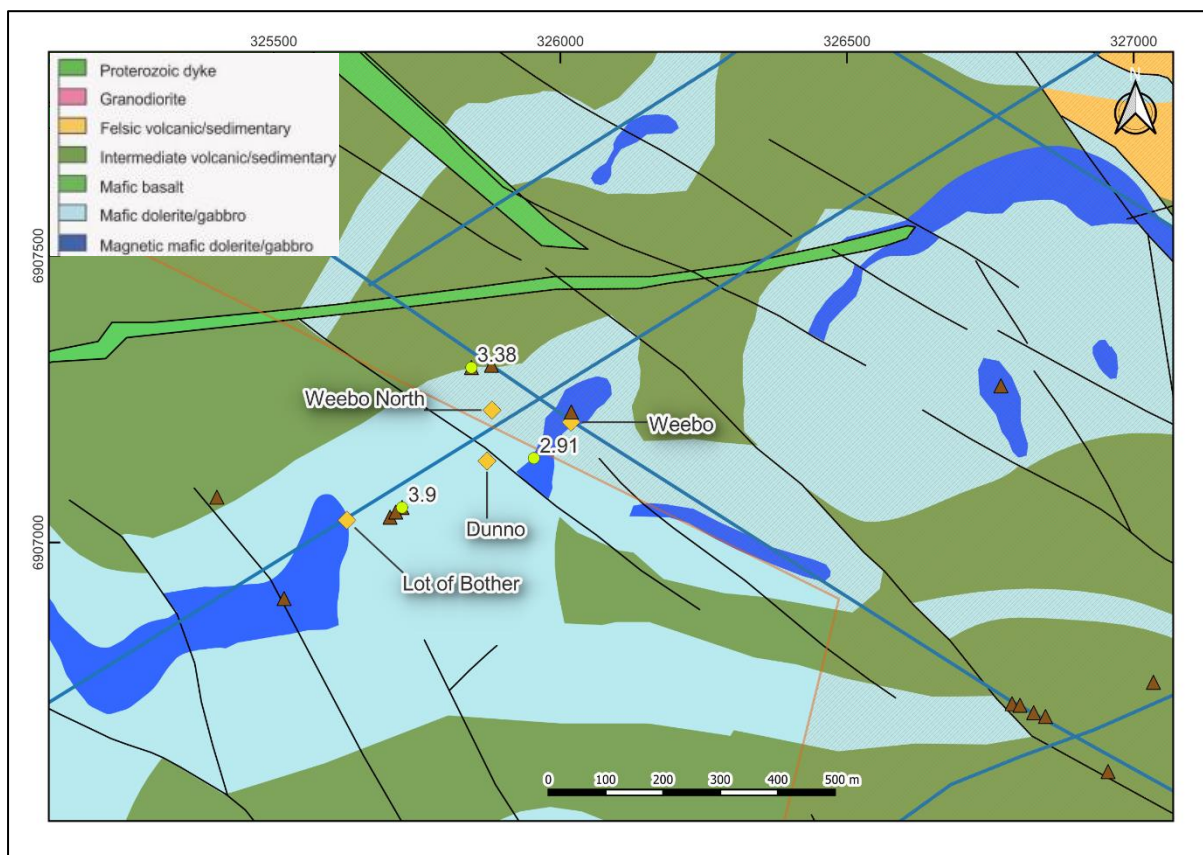 325500
326000
326500
327000
Proterozoic dyke
Granodiorite
Felsic volcanic/sedimentary
Intermediate volcanic/sedimentary
Mafic basalt
Mafic dolerite/gabbro
Magnetic mafic dolerite/gabbro
N
6907500
3.38
Weebo North
Weebo
2.91
3.9
Dunno
6907000
Lot of Bother
0 100 200 300 400 500 m